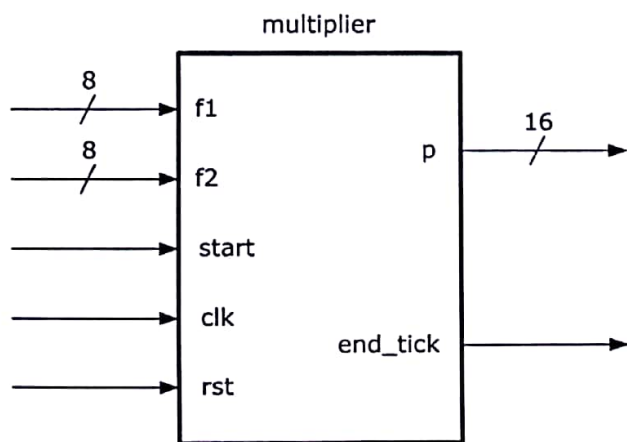 multiplier
8
f1
8
f2
start
clk
rst
p
16
end_tick